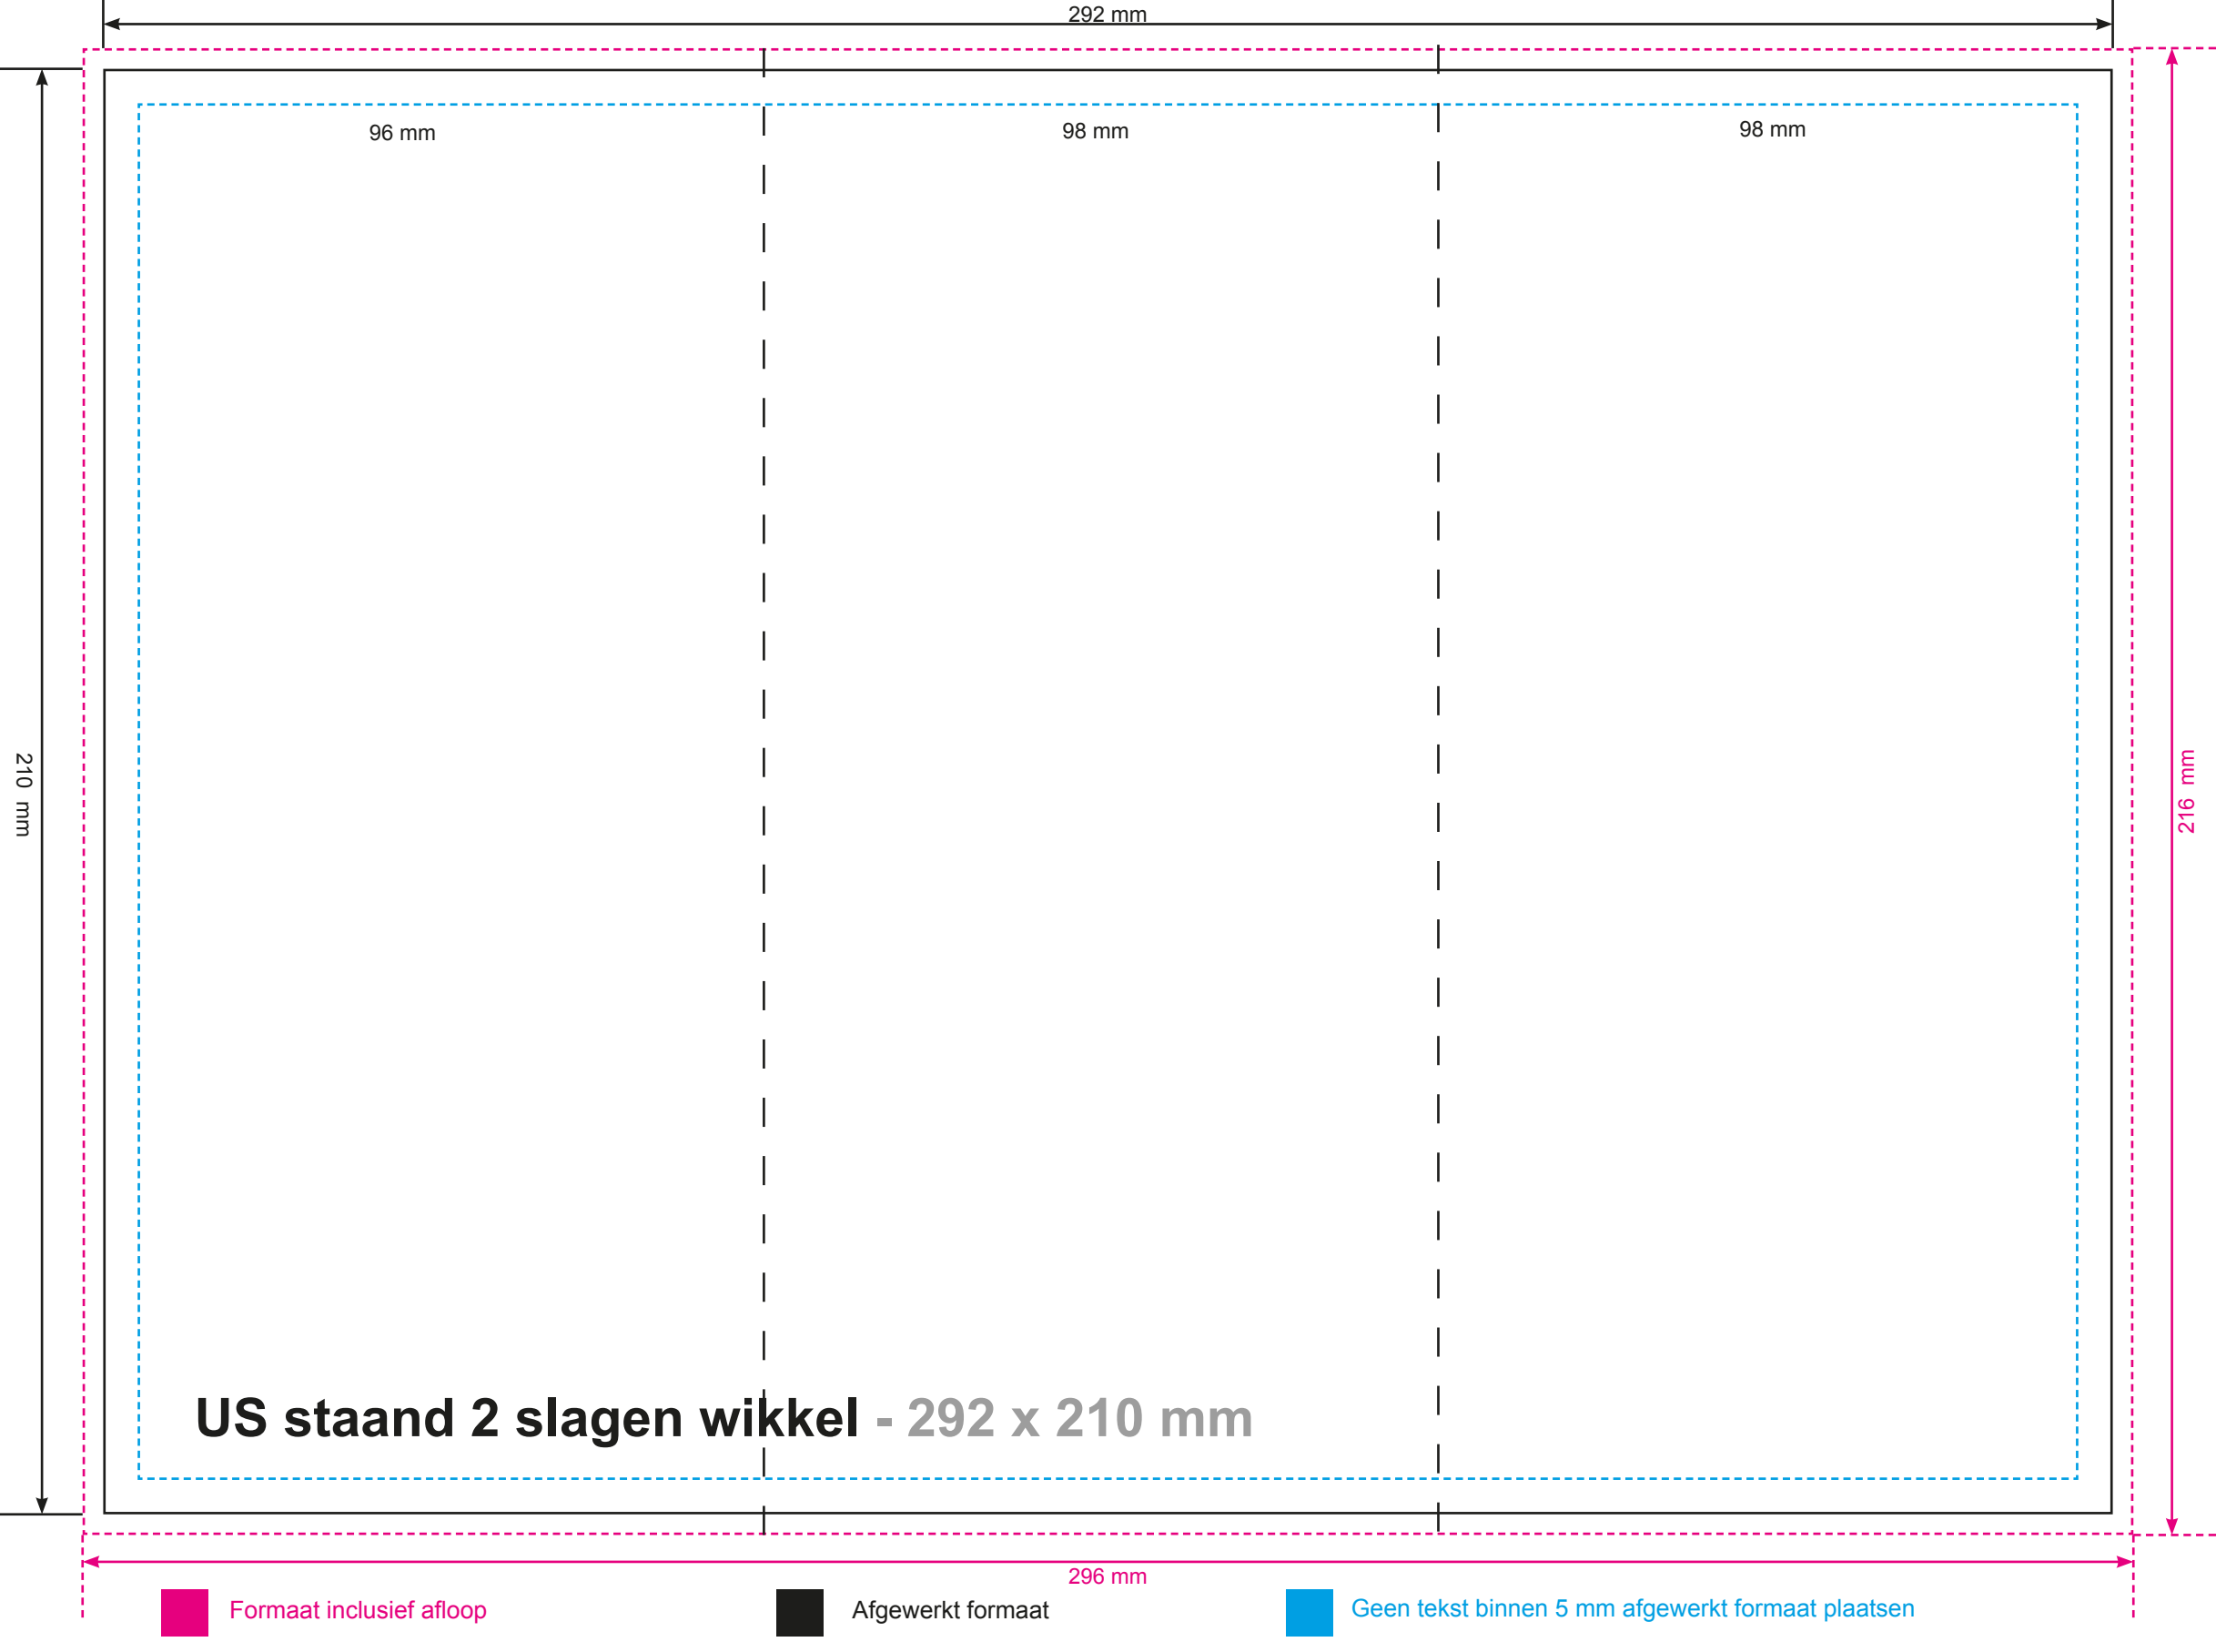 292 mm
96 mm
98 mm
98 mm
210 mm
216 mm
US staand 2 slagen wikkel - 292 x 210 mm
296 mm
Formaat inclusief afloop
Afgewerkt formaat
Geen tekst binnen 5 mm afgewerkt formaat plaatsen